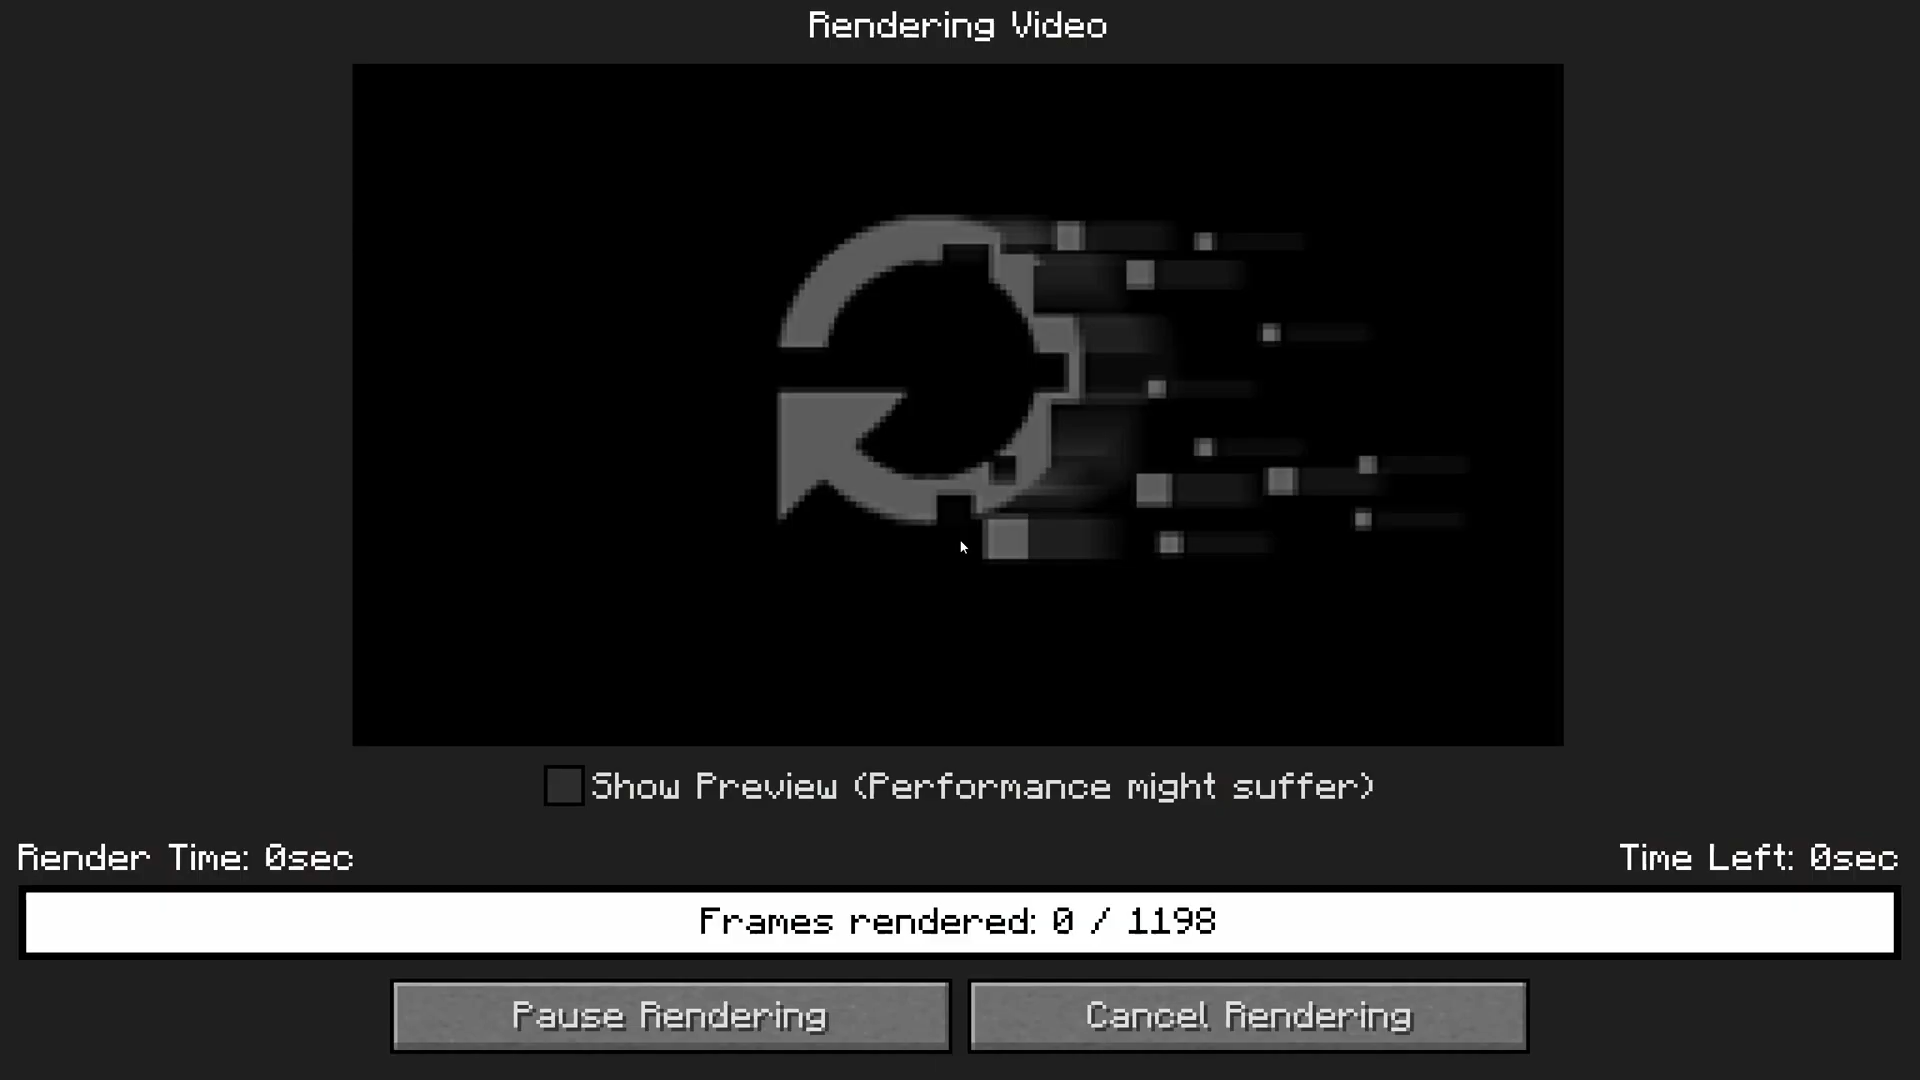 Rendering Video
Show Preview (Performance might suffer)
Render Time: 0sec
Time Left: 0sec
Frames rendered: 0 / 1198
Pause Rendering
Cancel Rendering